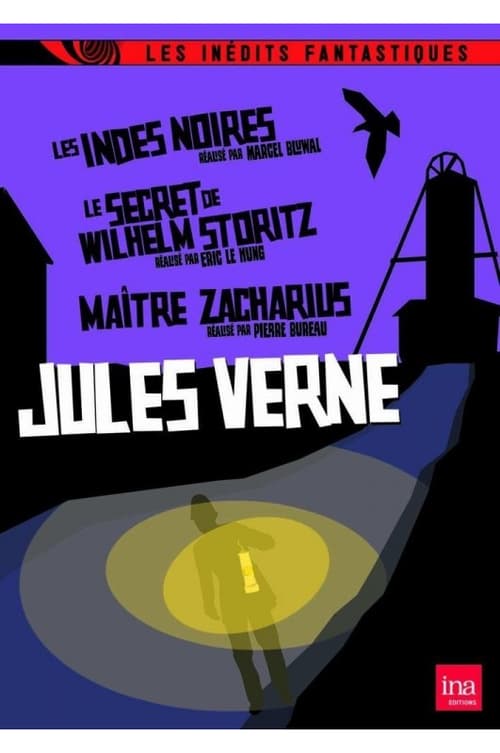 LES INÉDITS FANTASTIQUES
LES INDES NOIRES
RÉALISÉ PAR MARCEL BLUWAL
LE SECRET DE
WILHELM STORITZ
RÉALISÉ PAR ERIC LE HUNG
MAÎTRE ZACHARIUS
RÉALISÉ PAR PIERRE BUREAU
JULES VERNE
ina
ÉDITIONS